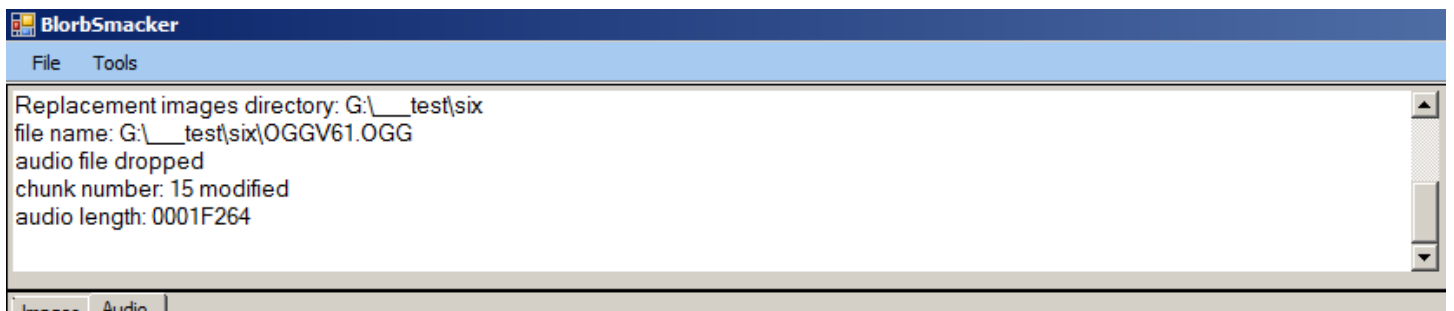 BlorbSmacker
File Tools
Replacement images directory: G:\___test\six
file name: G:\___test\six\OGGV61.OGG
audio file dropped
chunk number: 15 modified
audio length: 0001F264
Images Audio